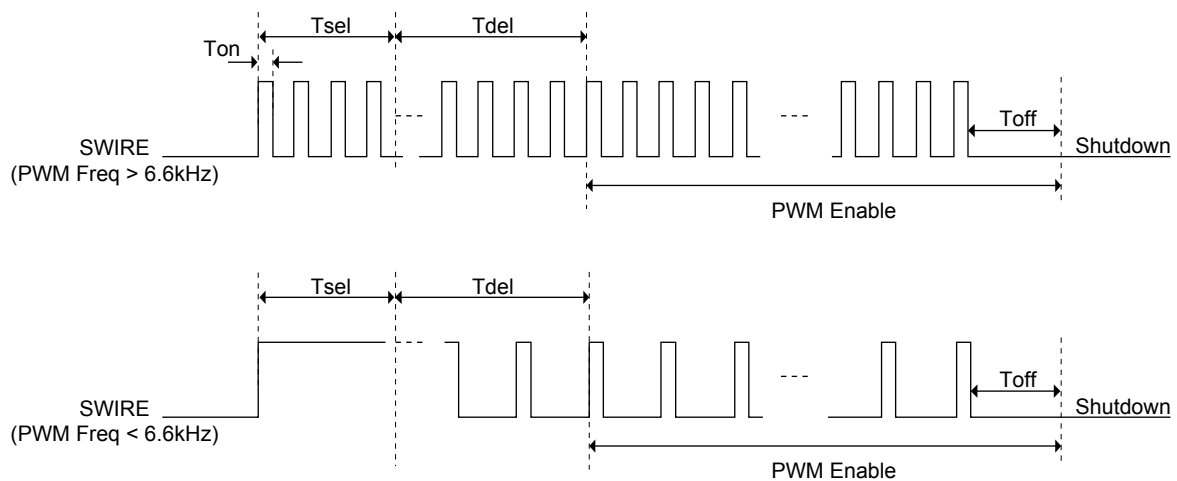 Tsel
Tdel
Ton
Toff
SWIRE
(PWM Freq > 6.6kHz)
Shutdown
PWM Enable
Tsel
Tdel
Toff
SWIRE
(PWM Freq < 6.6kHz)
Shutdown
PWM Enable